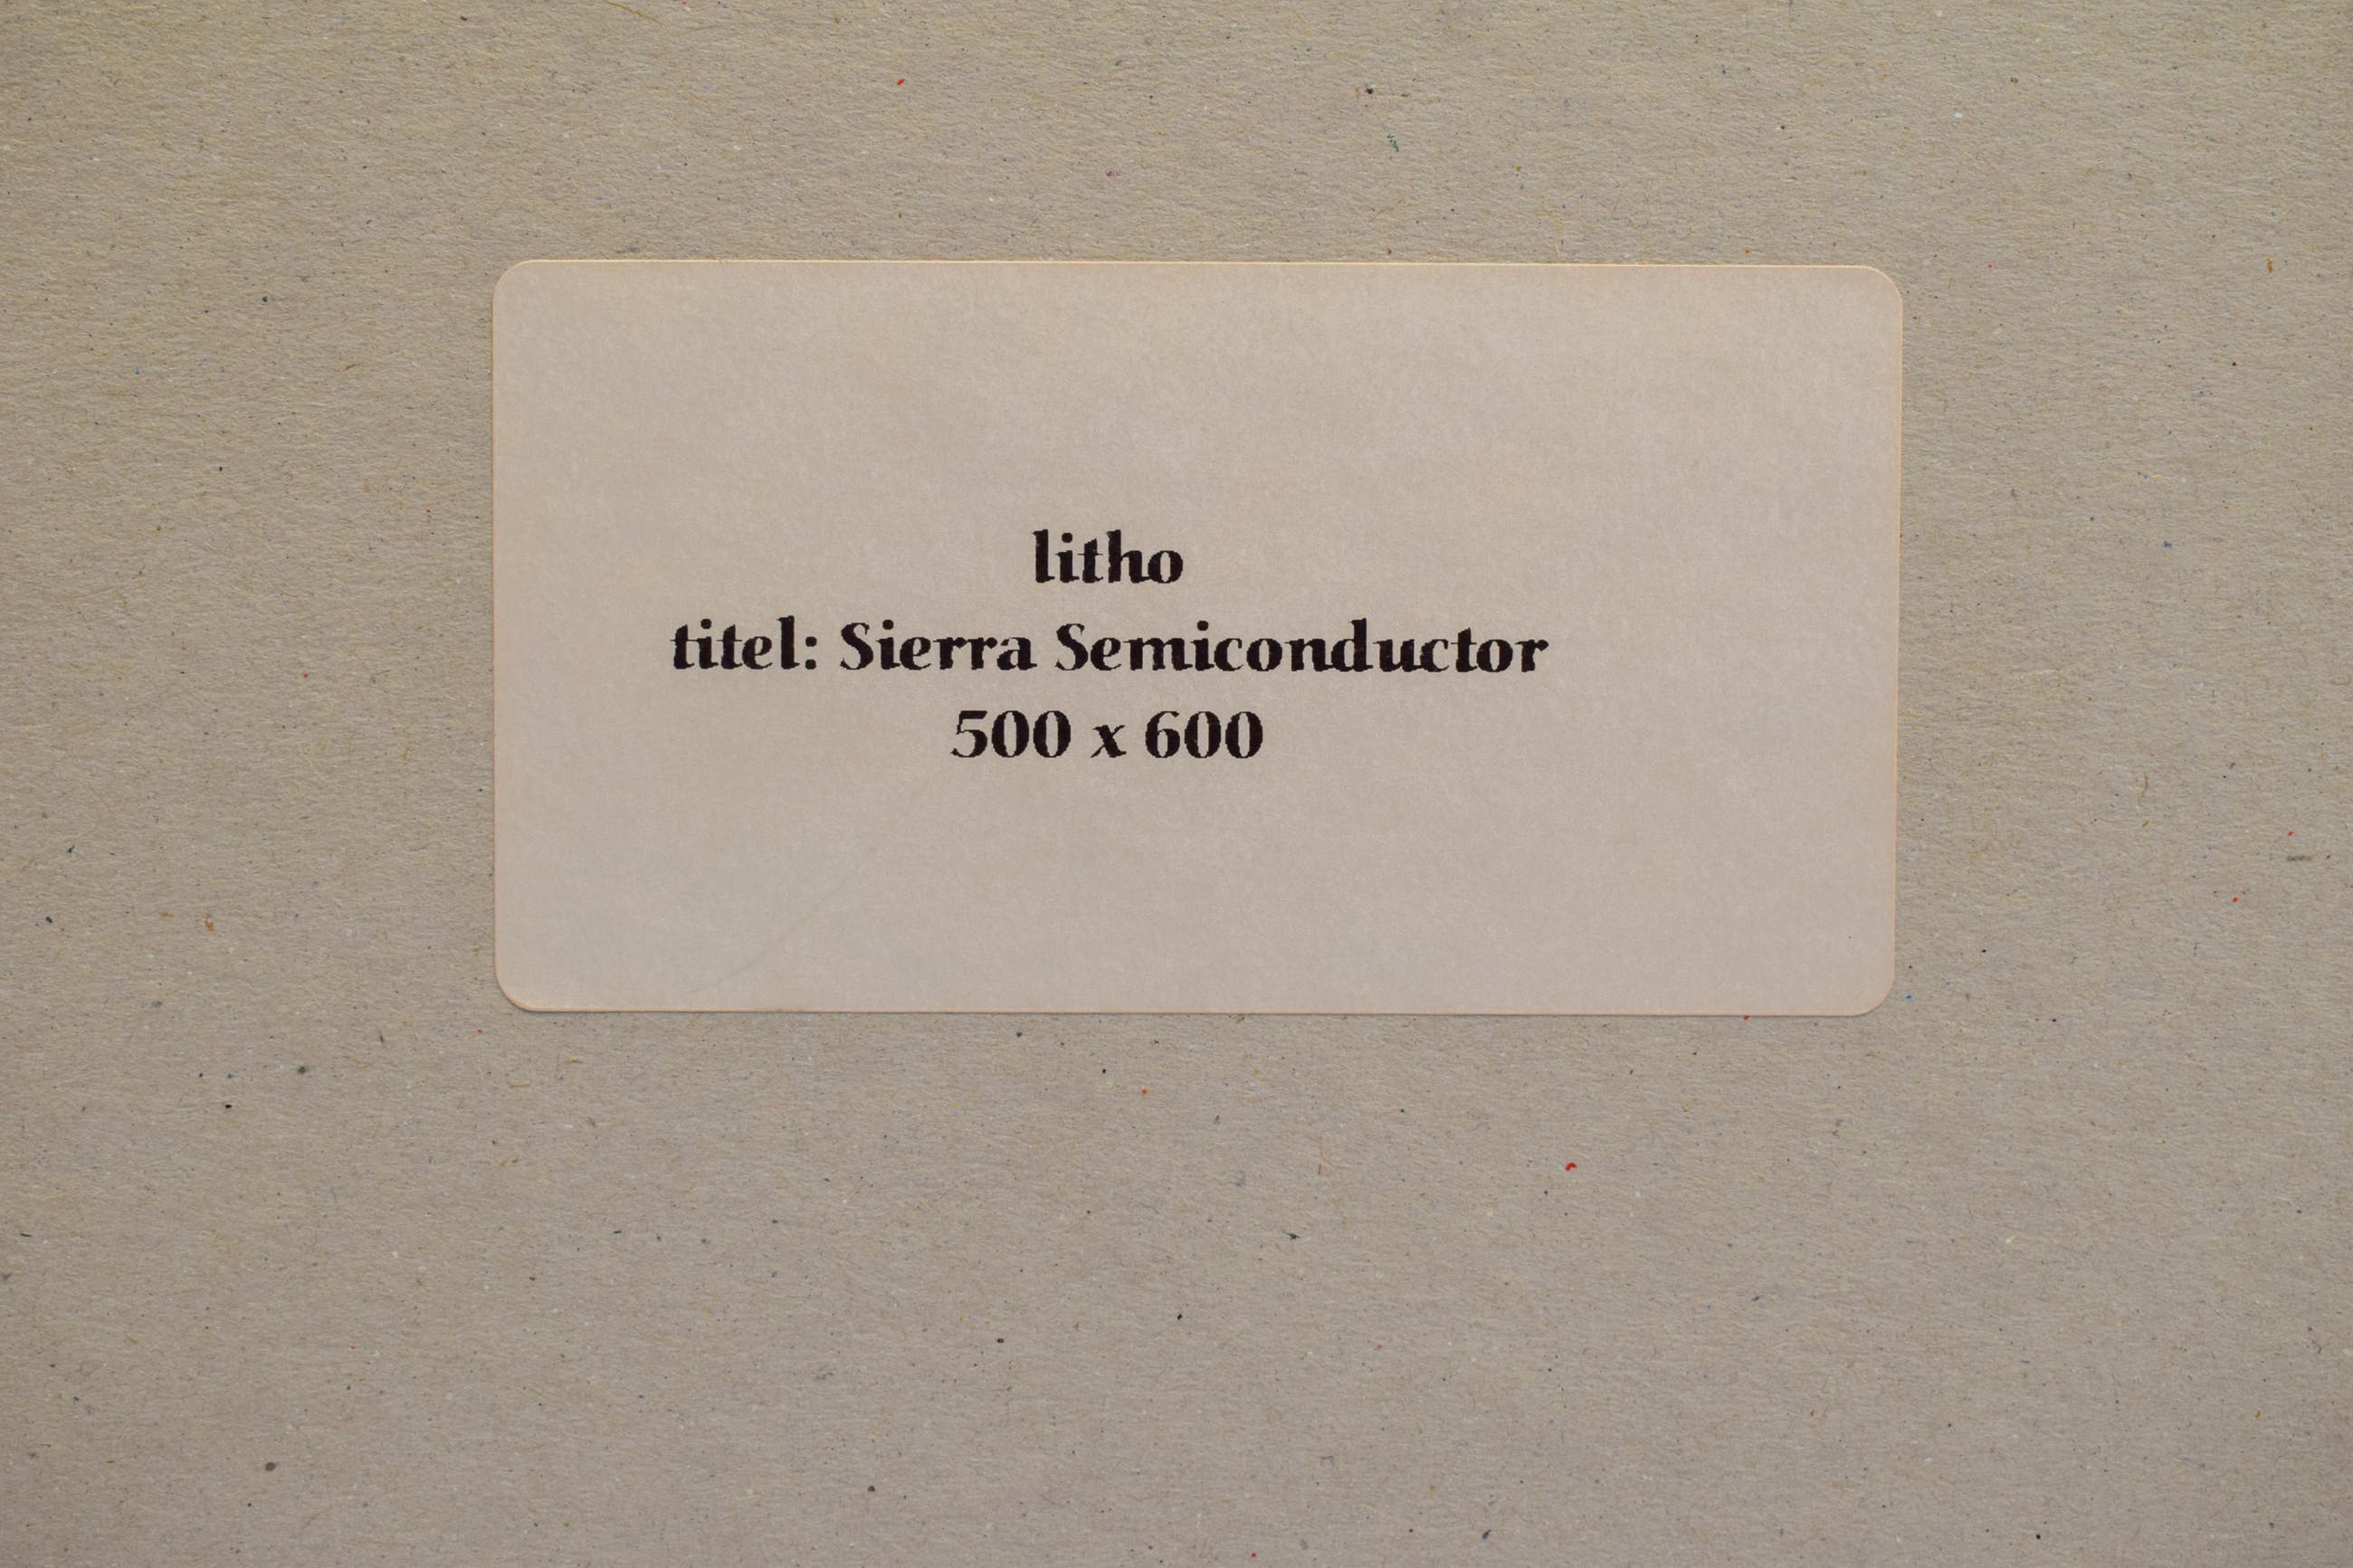 litho
titel: Sierra Semiconductor
500 x 600